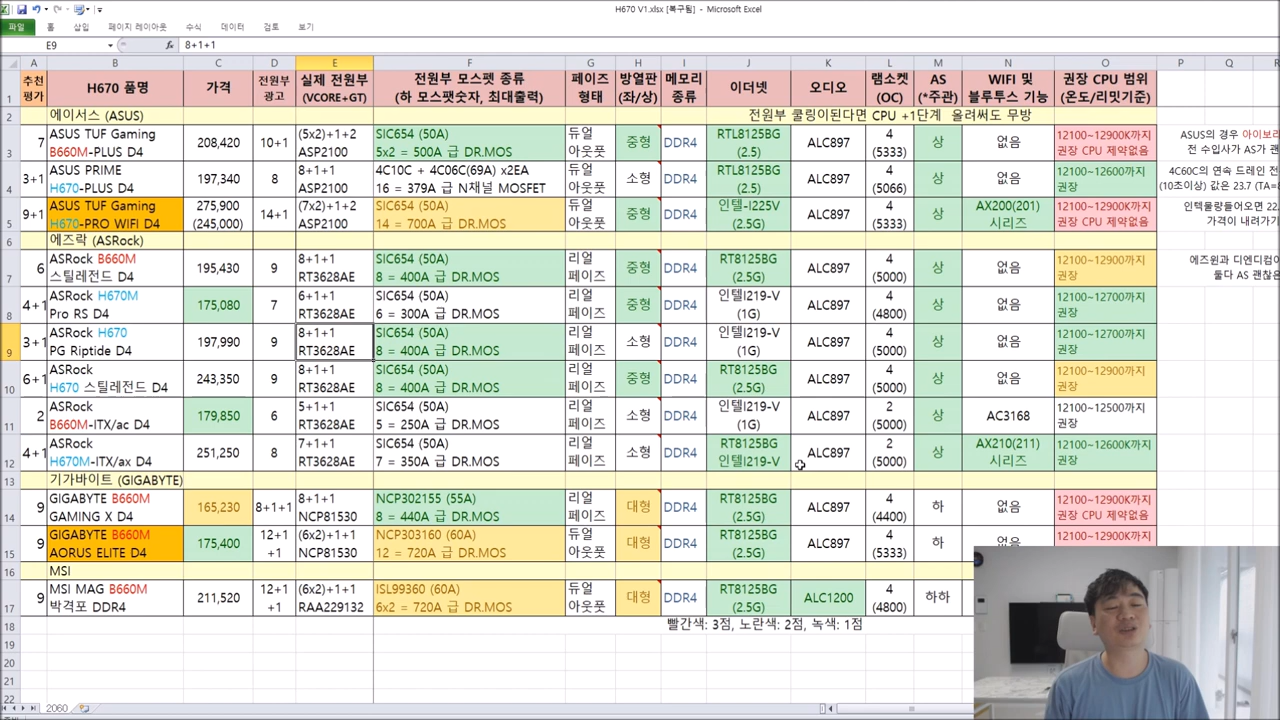 H670 V1.xlsx [복구됨] - Microsoft Excel
파일 홈 삽입 페이지 레이아웃 수식 데이터 검토 보기
E9 fx 8+1+1
A B C D E F G H I J K L M N O P Q R
1 추천평가 H670 품명 가격 전원부 광고 실제 전원부 (VCORE+GT) 전원부 모스펫 종류 (하 모스팻숫자, 최대출력) 페이즈 형태 방열판 (좌/상) 메모리 종류 이더넷 오디오 램소켓 (OC) AS (*주관) WIFI 및 블루투스 기능 권장 CPU 범위 (온도/리밋기준)
2 에이서스 (ASUS) 전원부 쿨링이된다면 CPU +1단계 올려써도 무방
3 7 ASUS TUF Gaming B660M-PLUS D4 208,420 10+1 (5x2)+1+2 ASP2100 SIC654 (50A) 5x2 = 500A 급 DR.MOS 듀얼 아웃풋 중형 DDR4 RTL8125BG (2.5) ALC897 4 (5333) 상 없음 12100~12900K까지 권장 CPU 제약없음 ASUS의 경우 아이보라 전 수입사가 AS가 괜
4 3+1 ASUS PRIME H670-PLUS D4 197,340 8 8+1+1 ASP2100 4C10C + 4C06C(69A) x2EA 16 = 379A 급 N채널 MOSFET 듀얼 아웃풋 소형 DDR4 RTL8125BG (2.5) ALC897 4 (5066) 상 없음 12100~12600K까지 권장 4C60C의 연속 드레인 전 (10초이상) 값은 23.7 (TA=
5 9+1 ASUS TUF Gaming H670-PRO WIFI D4 275,900 (245,000) 14+1 (7x2)+1+2 ASP2100 SIC654 (50A) 14 = 700A 급 DR.MOS 듀얼 아웃풋 중형 DDR4 인텔-I225V (2.5G) ALC897 4 (5333) 상 AX200(201) 시리즈 12100~12900K까지 권장 CPU 제약없음 인텍물량들어오면 22. 가격이 내려가기
6 에즈락 (ASRock)
7 6 ASRock B660M 스틸레전드 D4 195,430 9 8+1+1 RT3628AE SIC654 (50A) 8 = 400A 급 DR.MOS 리얼 페이즈 중형 DDR4 RT8125BG (2.5G) ALC897 4 (5000) 상 없음 12100~12900까지 권장 에즈윈과 디엔디컴이 둘다 AS 괜찮은
8 4+1 ASRock H670M Pro RS D4 175,080 7 6+1+1 RT3628AE SIC654 (50A) 6 = 300A 급 DR.MOS 리얼 페이즈 중형 DDR4 인텔I219-V (1G) ALC897 4 (4800) 상 없음 12100~12700까지 권장
9 3+1 ASRock H670 PG Riptide D4 197,990 9 8+1+1 RT3628AE SIC654 (50A) 8 = 400A 급 DR.MOS 리얼 페이즈 소형 DDR4 인텔I219-V (1G) ALC897 4 (5000) 상 없음 12100~12700까지 권장
10 6+1 ASRock H670 스틸레전드 D4 243,350 9 8+1+1 RT3628AE SIC654 (50A) 8 = 400A 급 DR.MOS 리얼 페이즈 중형 DDR4 RT8125BG (2.5G) ALC897 4 (5000) 상 없음 12100~12900까지 권장
11 2 ASRock B660M-ITX/ac D4 179,850 6 5+1+1 RT3628AE SIC654 (50A) 5 = 250A 급 DR.MOS 리얼 페이즈 소형 DDR4 인텔I219-V (1G) ALC897 2 (5000) 상 AC3168 12100~12500까지 권장
12 4+1 ASRock H670M-ITX/ax D4 251,250 8 7+1+1 RT3628AE SIC654 (50A) 7 = 350A 급 DR.MOS 리얼 페이즈 소형 DDR4 RT8125BG 인텔I219-V ALC897 2 (5000) 상 AX210(211) 시리즈 12100~12600K까지 권장
13 기가바이트 (GIGABYTE)
14 9 GIGABYTE B660M GAMING X D4 165,230 8+1+1 8+1+1 NCP81530 NCP302155 (55A) 8 = 440A 급 DR.MOS 리얼 페이즈 대형 DDR4 RT8125BG (2.5G) ALC897 4 (4400) 하 없음 12100~12900K까지 권장 CPU 제약없음
15 9 GIGABYTE B660M AORUS ELITE D4 175,400 12+1 +1 (6x2)+1+1 NCP81530 NCP303160 (60A) 12 = 720A 급 DR.MOS 듀얼 아웃풋 대형 DDR4 RT8125BG (2.5G) ALC897 4 (5333) 하 없음 12100~12900K까지
16 MSI
17 9 MSI MAG B660M 박격포 DDR4 211,520 12+1 +1 (6x2)+1+1 RAA229132 ISL99360 (60A) 6x2 = 720A 급 DR.MOS 듀얼 아웃풋 대형 DDR4 RT8125BG (2.5G) ALC1200 4 (4800) 하하
18 빨간색: 3점, 노란색: 2점, 녹색: 1점
19
20
21
22
2060